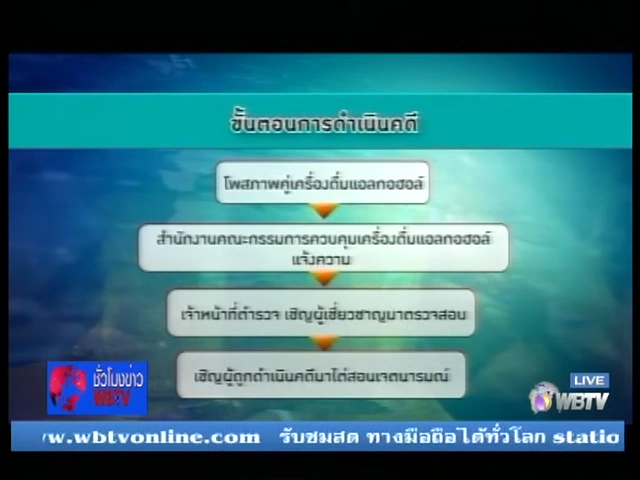 ขั้นตอนการดำเนินคดี
โพสภาพคู่เครื่องดื่มแอลกอฮอล์
สำนักงานคณะกรรมการควบคุมเครื่องดื่มแอลกอฮอล์
แจ้งความ
เจ้าหน้าที่ตำรวจ เชิญผู้เชี่ยวชาญมาตรวจสอบ
เชิญผู้ถูกดำเนินคดีมาไต่สวนเจตนารมณ์
ชั่วโมงข่าว
WBTV
LIVE
WBTV
www.wbtvonline.com รับชมสด ทางมือถือได้ทั่วโลก statio